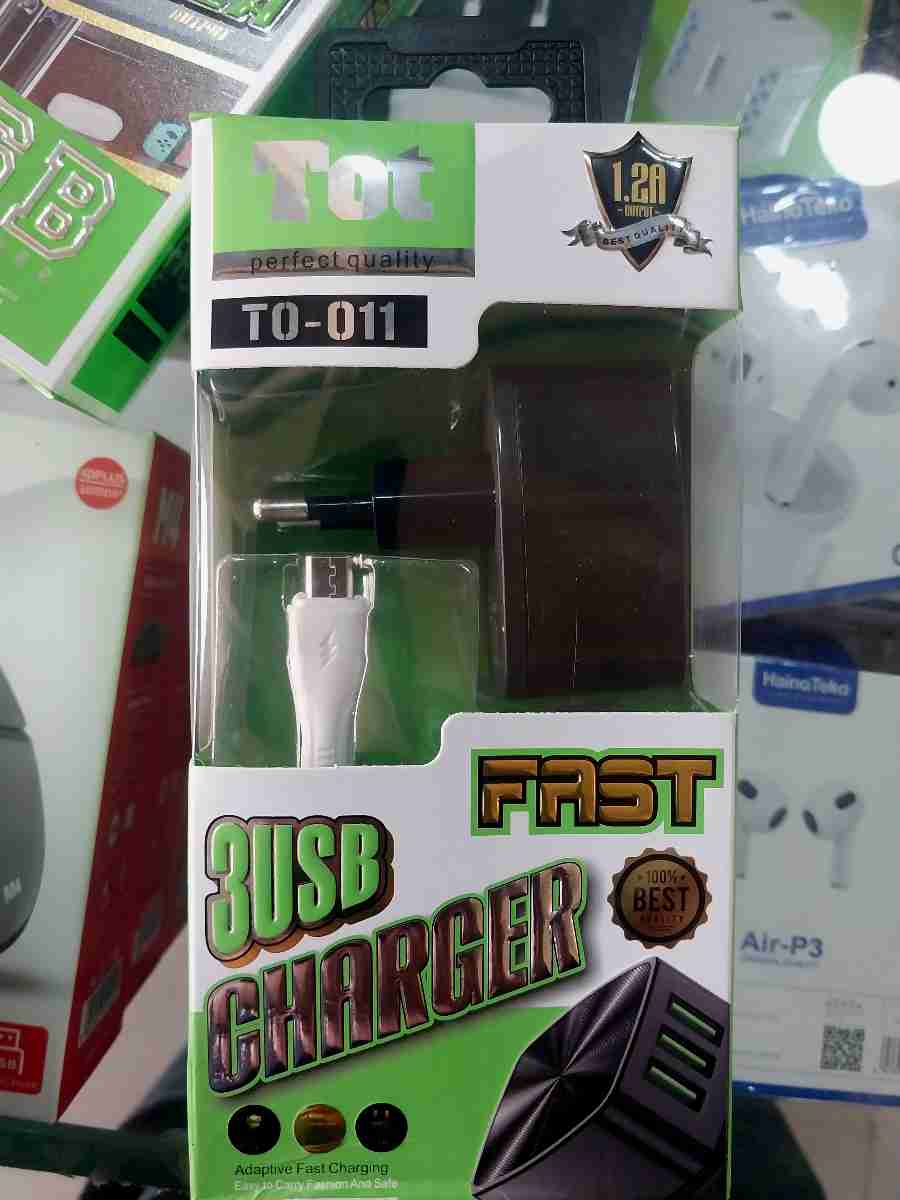 Tot
perfect quality
TO-011
1.2A
OUTPUT
BEST QUALITY
HainoTeko
HainoTeko
FAST
3USB
CHARGER
100%
BEST
QUALITY
Air-P3
Adaptive Fast Charging
Easy to Carry Fashion And Safe
M4